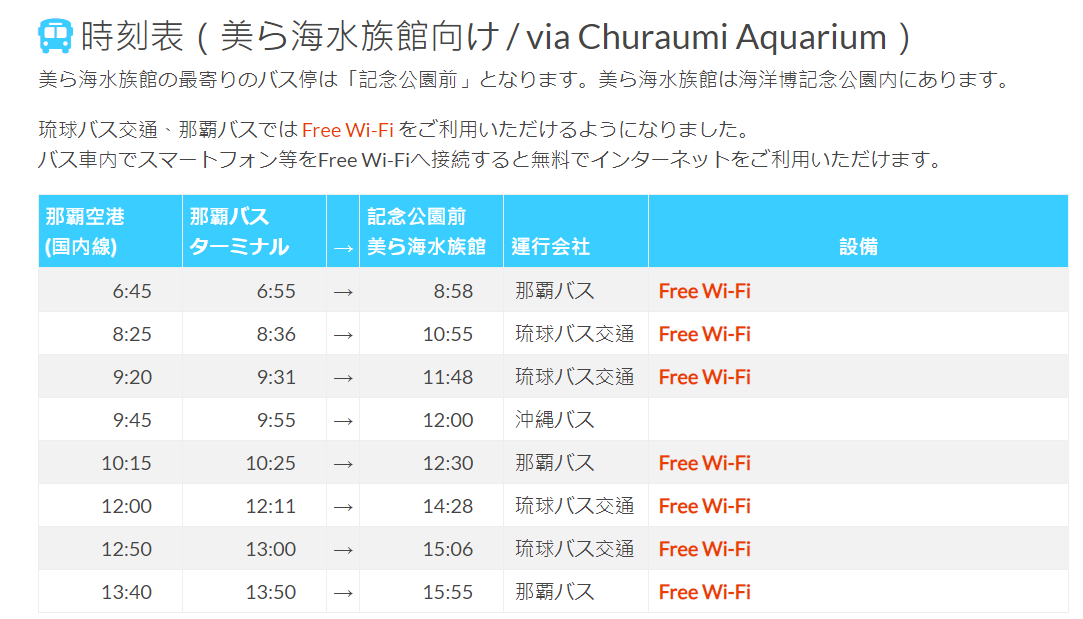 時刻表（美ら海水族館向け / via Churaumi Aquarium ）
美ら海水族館の最寄りのバス停は「記念公園前」となります。美ら海水族館は海洋博記念公園内にあります。
琉球バス交通、那覇バスでは Free Wi-Fi をご利用いただけるようになりました。
バス車内でスマートフォン等をFree Wi-Fiへ接続すると無料でインターネットをご利用いただけます。
那覇空港 那覇バス 記念公園前
(国内線) ターミナル → 美ら海水族館 運行会社 設備
6:45 6:55 → 8:58 那覇バス Free Wi-Fi
8:25 8:36 → 10:55 琉球バス交通 Free Wi-Fi
9:20 9:31 → 11:48 琉球バス交通 Free Wi-Fi
9:45 9:55 → 12:00 沖縄バス
10:15 10:25 → 12:30 那覇バス Free Wi-Fi
12:00 12:11 → 14:28 琉球バス交通 Free Wi-Fi
12:50 13:00 → 15:06 琉球バス交通 Free Wi-Fi
13:40 13:50 → 15:55 那覇バス Free Wi-Fi